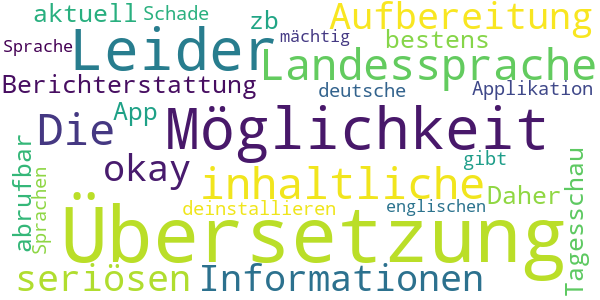 aktuell Schade zb Aufbereitung
Sprache Leider mächtig bestens
Berichterstattung Landessprache
deutsche Applikation
Die App Möglichkeit
abrufbar okay gibt Tagesschau
Sprachen inhaltliche Daher
deinstallieren englischen
Übersetzung
seriösen Informationen